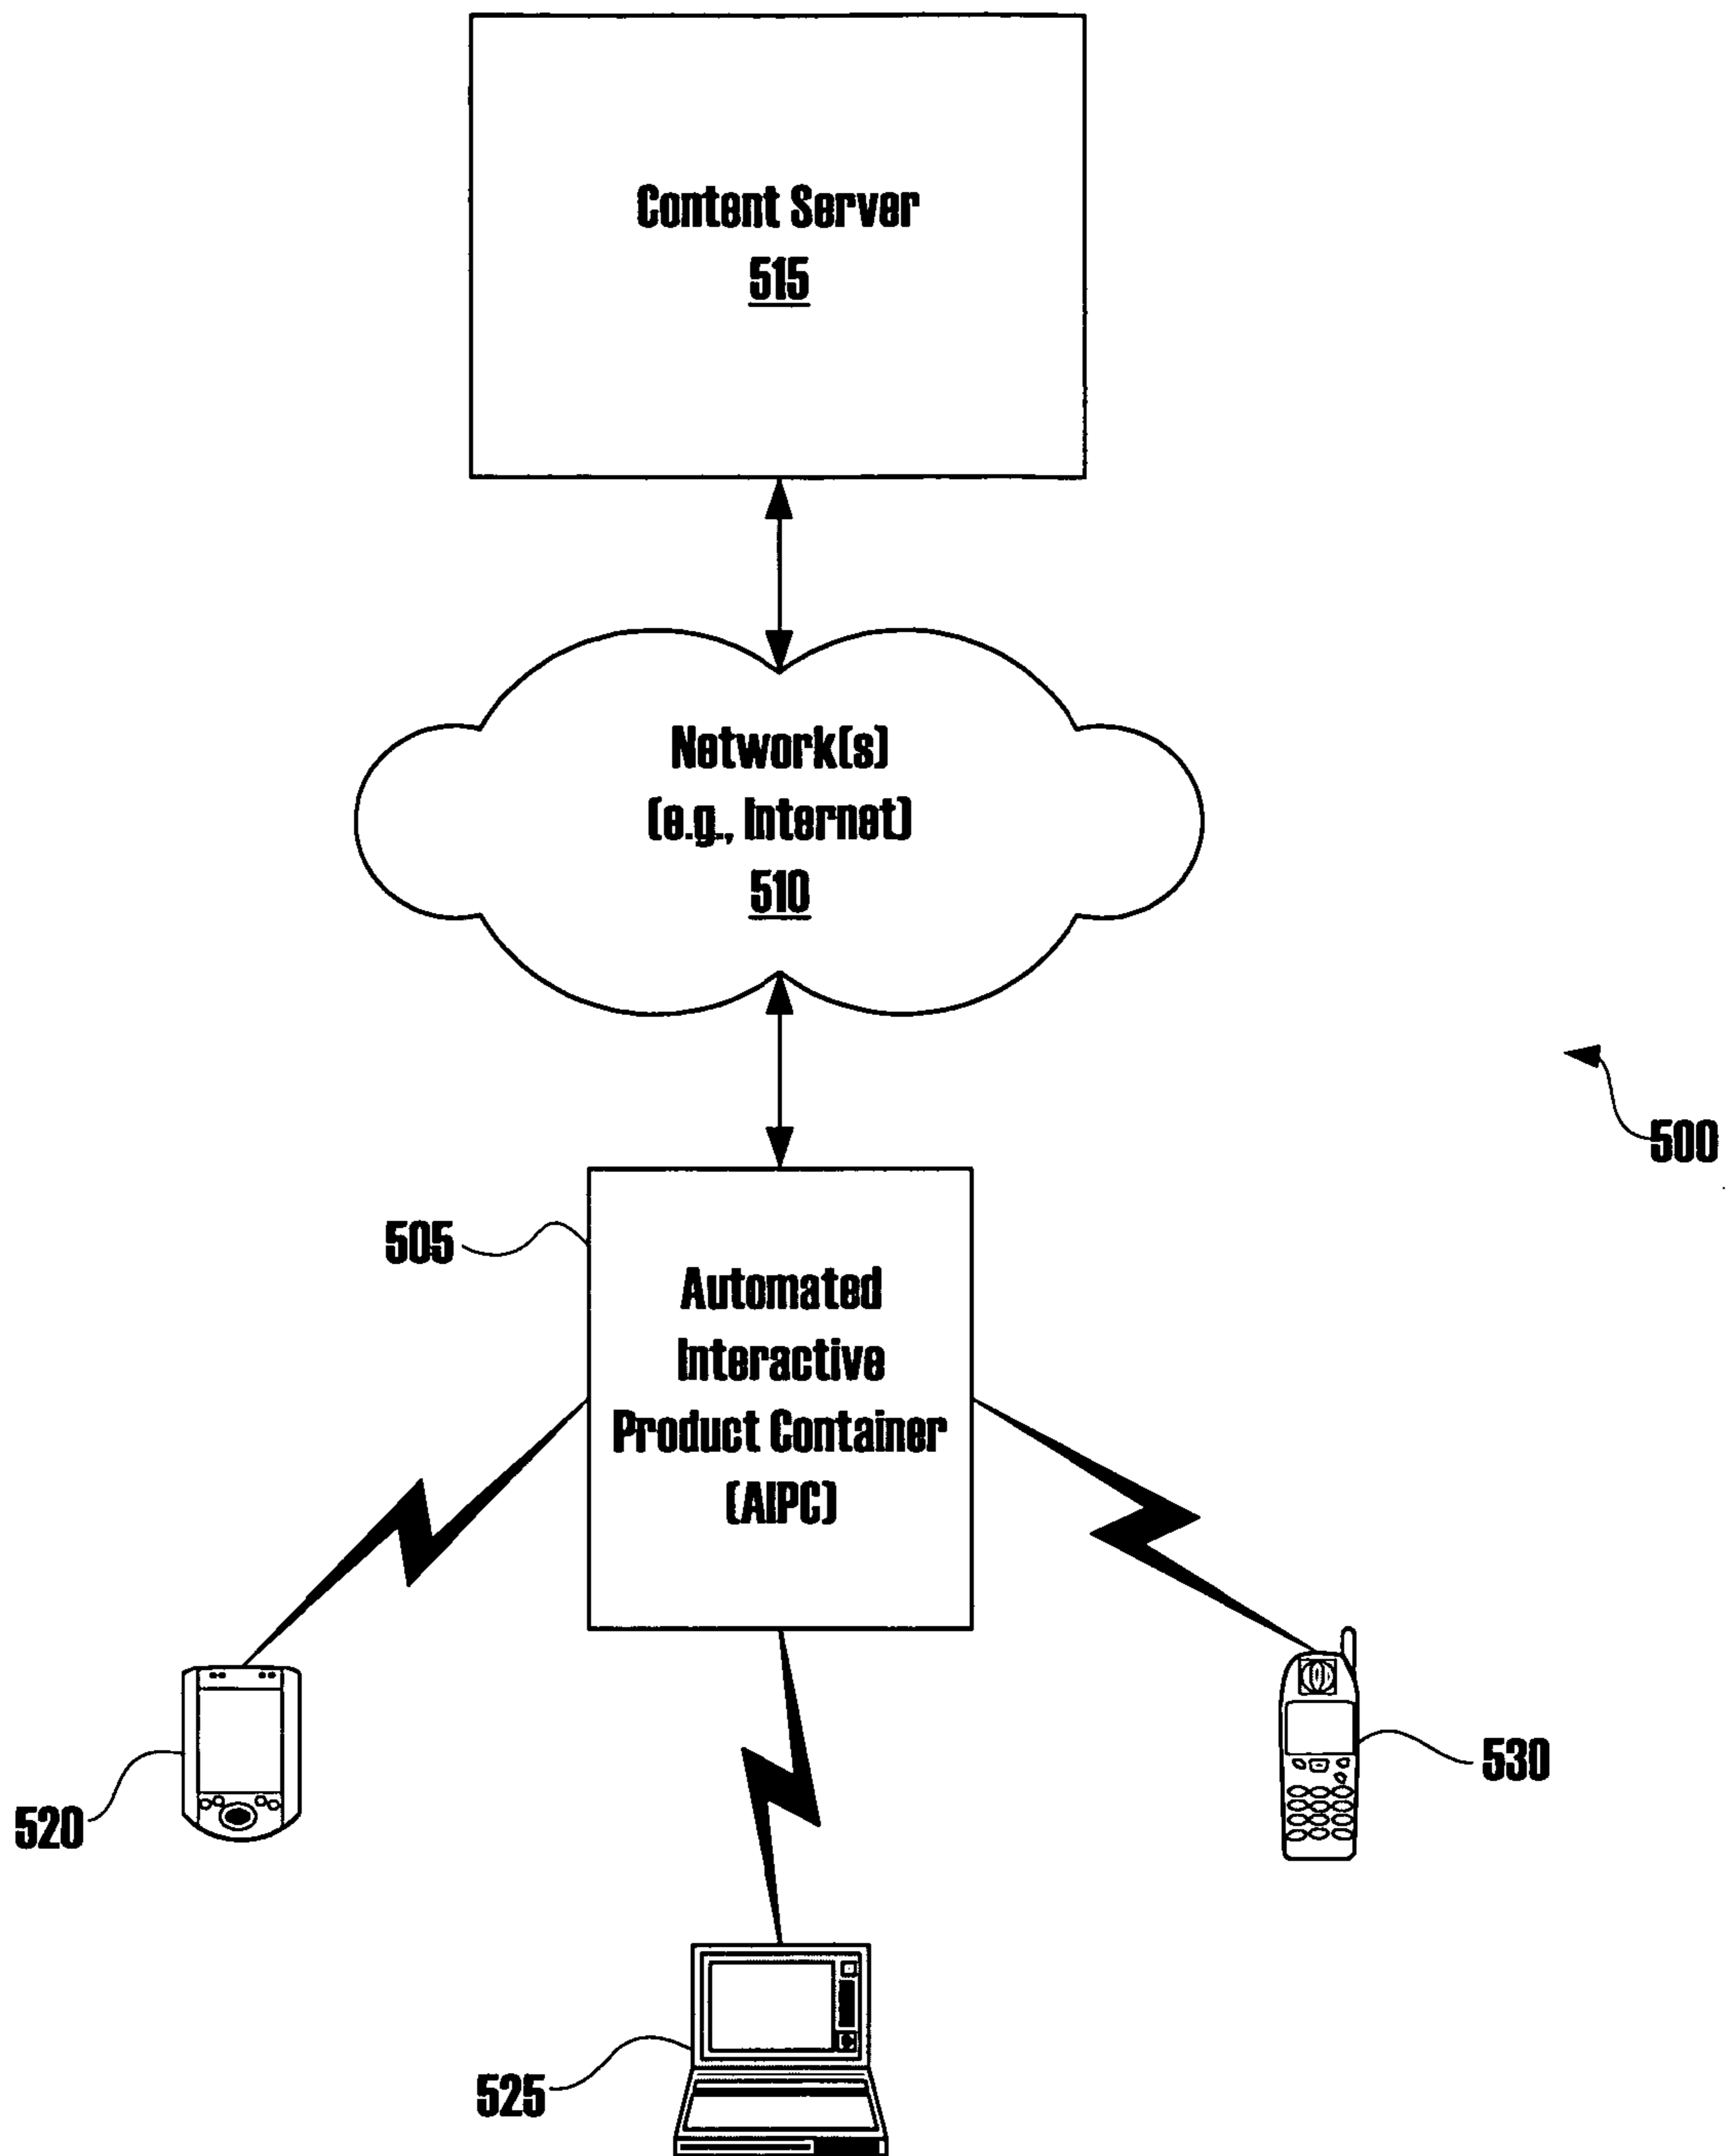 Content Server
515
Network(s)
(e.g., Internet)
510
500
505
Automated
Interactive
Product Container
(AIPC)
520
530
525